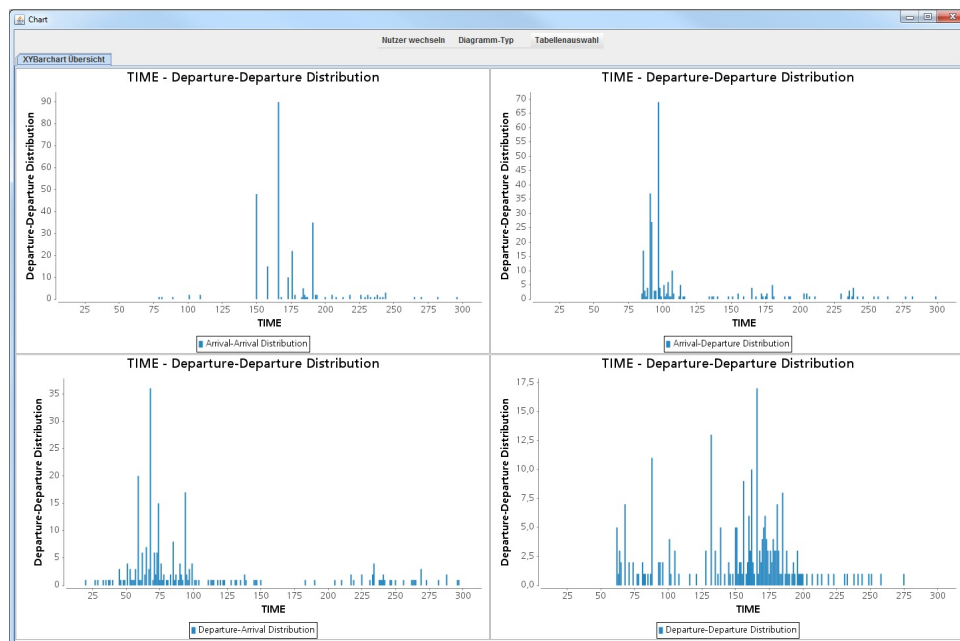 Chart
Nutzer wechseln Diagramm-Typ Tabellenauswahl
XYBarchart Übersicht
TIME - Departure-Departure Distribution
Departure-Departure Distribution
90
80
70
60
50
40
30
20
10
0
25 50 75 100 125 150 175 200 225 250 275 300
TIME
Arrival-Arrival Distribution
TIME - Departure-Departure Distribution
Departure-Departure Distribution
70
65
60
55
50
45
40
35
30
25
20
15
10
5
0
25 50 75 100 125 150 175 200 225 250 275 300
TIME
Arrival-Departure Distribution
TIME - Departure-Departure Distribution
Departure-Departure Distribution
35
30
25
20
15
10
5
0
25 50 75 100 125 150 175 200 225 250 275 300
TIME
Departure-Arrival Distribution
TIME - Departure-Departure Distribution
Departure-Departure Distribution
17,5
15,0
12,5
10,0
7,5
5,0
2,5
0,0
25 50 75 100 125 150 175 200 225 250 275 300
TIME
Departure-Departure Distribution